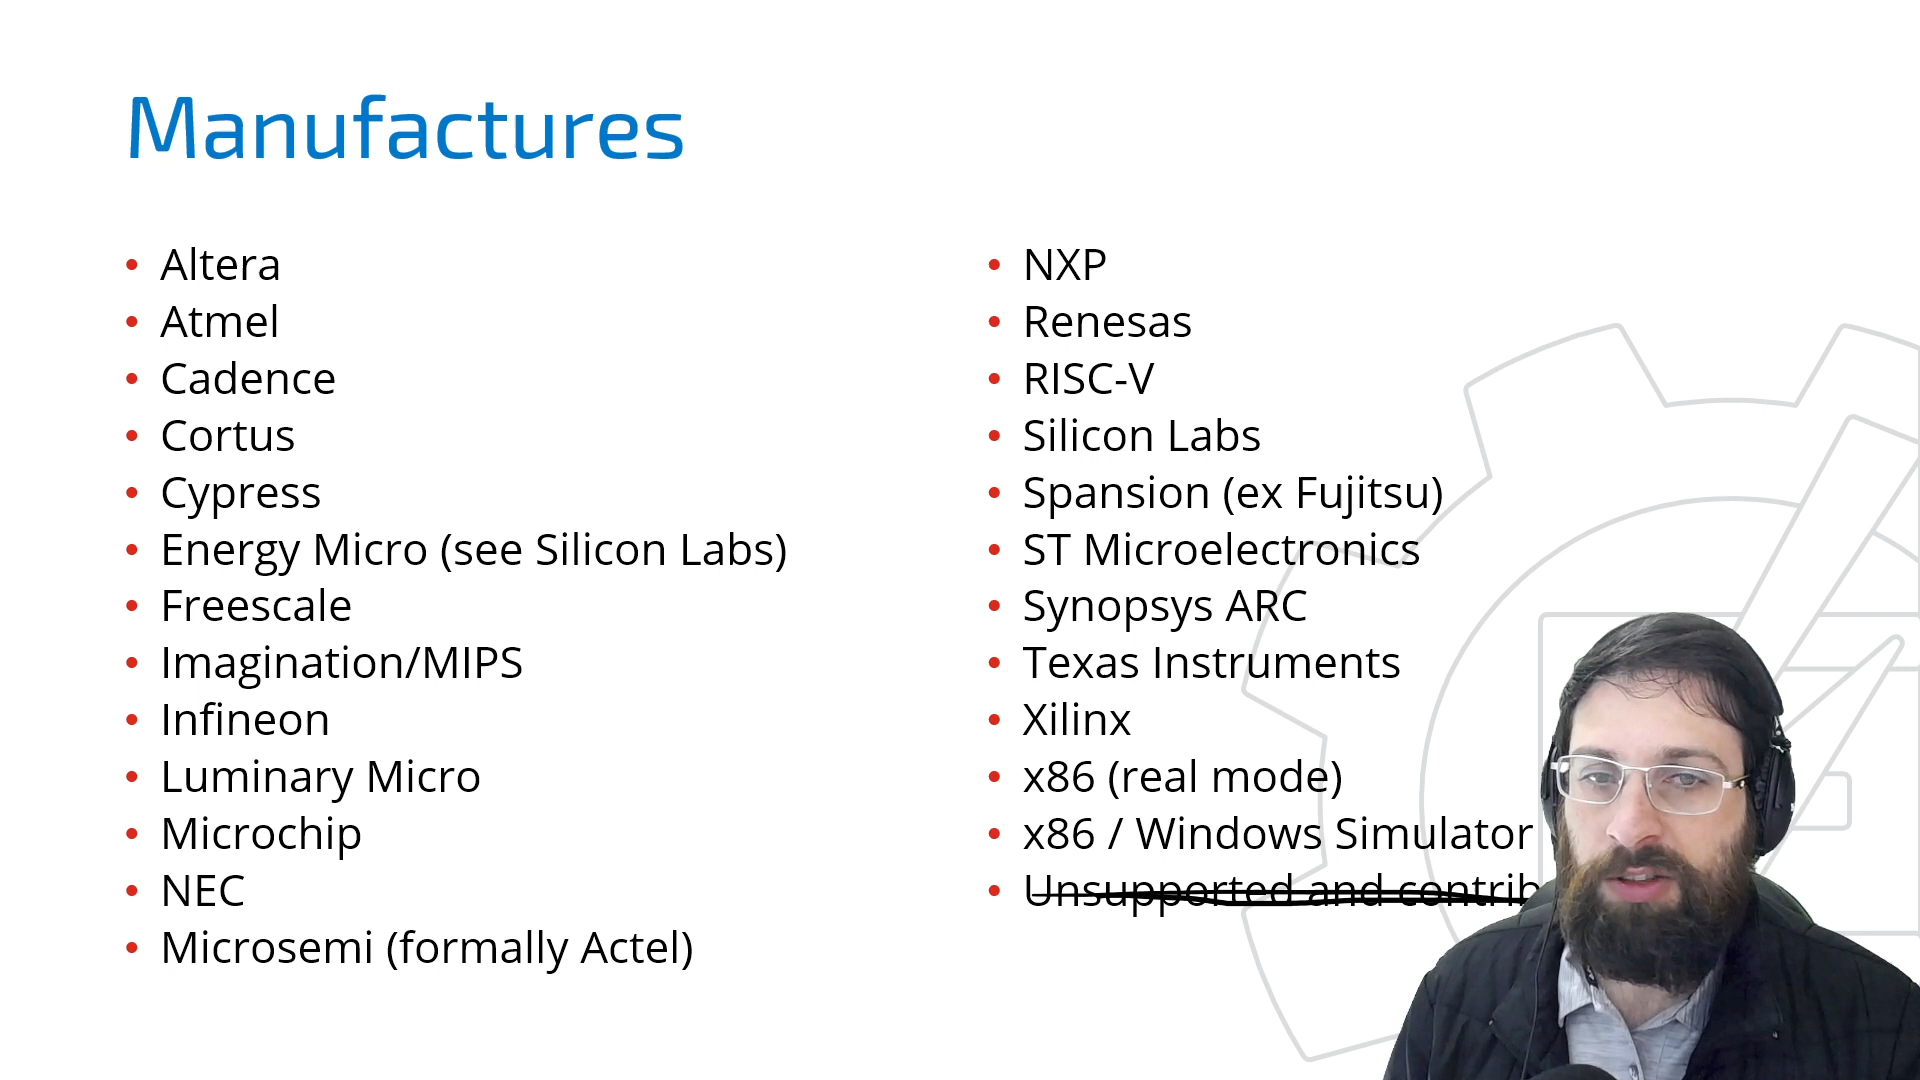 Manufactures
• Altera
• Atmel
• Cadence
• Cortus
• Cypress
• Energy Micro (see Silicon Labs)
• Freescale
• Imagination/MIPS
• Infineon
• Luminary Micro
• Microchip
• NEC
• Microsemi (formally Actel)
• NXP
• Renesas
• RISC-V
• Silicon Labs
• Spansion (ex Fujitsu)
• ST Microelectronics
• Synopsys ARC
• Texas Instruments
• Xilinx
• x86 (real mode)
• x86 / Windows Simulator
• Unsupported and